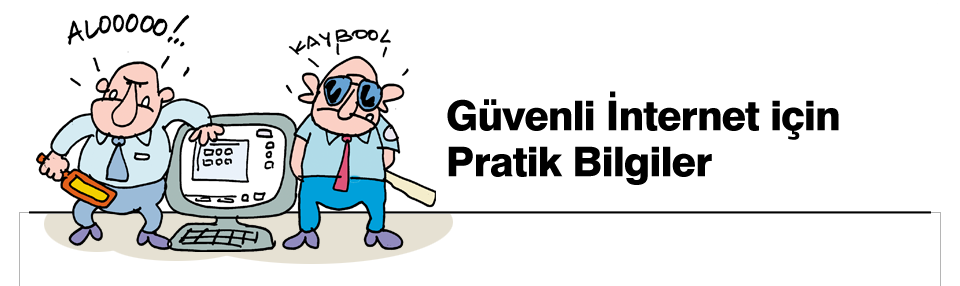 ALOOOOO!..
KAYBOOL
Güvenli İnternet için
Pratik Bilgiler